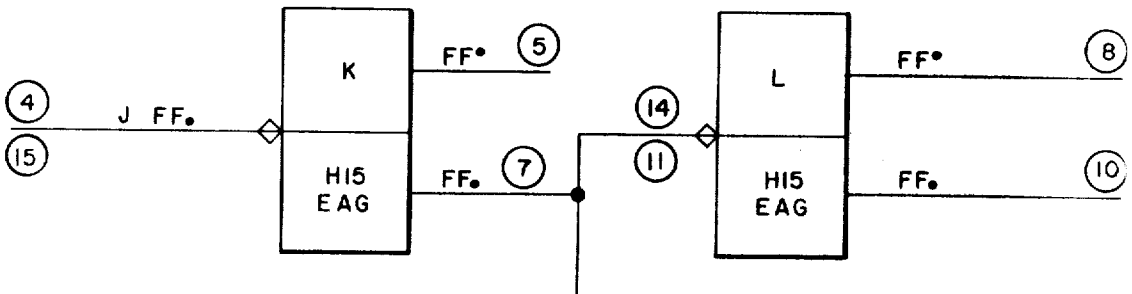 K
FF• 5
4
J FF.
15
H15
EAG
FF. 7
L
FF• 8
14
11
H15
EAG
FF. 10